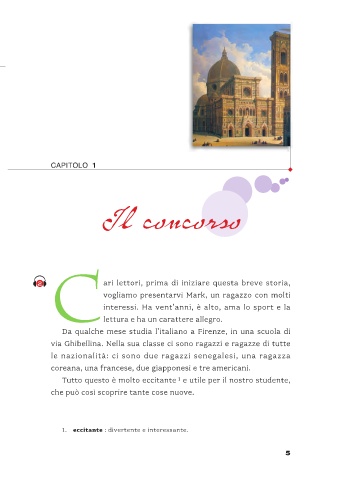 CAPITOLO 1
Il concorso
2
Cari lettori, prima di iniziare questa breve storia,
vogliamo presentarvi Mark, un ragazzo con molti
interessi. Ha vent'anni, è alto, ama lo sport e la
lettura e ha un carattere allegro.
Da qualche mese studia l'italiano a Firenze, in una scuola di
via Ghibellina. Nella sua classe ci sono ragazzi e ragazze di tutte
le nazionalità: ci sono due ragazzi senegalesi, una ragazza
coreana, una francese, due giapponesi e tre americani.
Tutto questo è molto eccitante 1 e utile per il nostro studente,
che può così scoprire tante cose nuove.
1. eccitante : divertente e interessante.
5